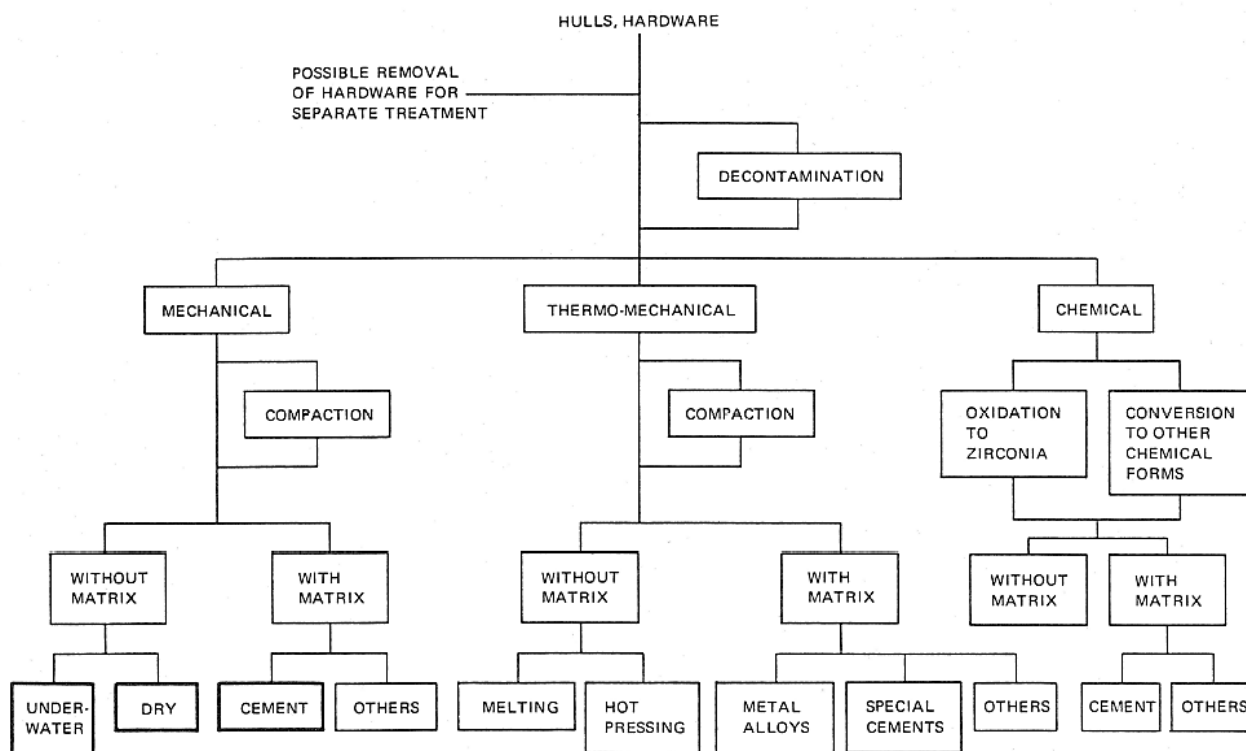 HULLS, HARDWARE
POSSIBLE REMOVAL
OF HARDWARE FOR
SEPARATE TREATMENT
DECONTAMINATION
MECHANICAL
THERMO-MECHANICAL
CHEMICAL
COMPACTION
COMPACTION
OXIDATION
TO
ZIRCONIA
CONVERSION
TO OTHER
CHEMICAL
FORMS
WITHOUT
MATRIX
WITH
MATRIX
WITHOUT
MATRIX
WITH
MATRIX
WITHOUT
MATRIX
WITH
MATRIX
UNDER-
WATER
DRY
CEMENT
OTHERS
MELTING
HOT
PRESSING
METAL
ALLOYS
SPECIAL
CEMENTS
OTHERS
CEMENT
OTHERS